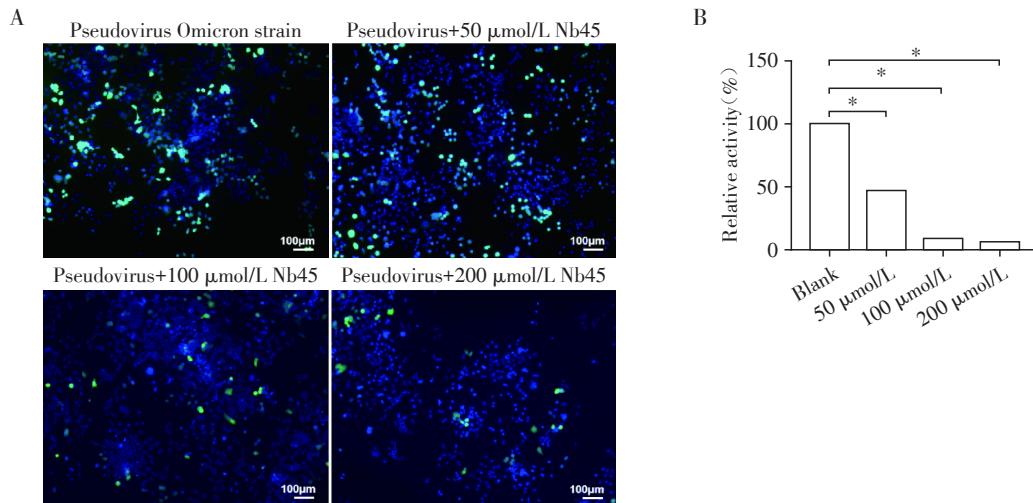 A
Pseudovirus Omicron strain
Pseudovirus+50 μmol/L Nb45
100μm
100μm
Pseudovirus+100 μmol/L Nb45
Pseudovirus+200 μmol/L Nb45
100μm
100μm
B
Relative activity(%)
150
100
50
0
*
*
*
Blank
50 μmol/L
100 μmol/L
200 μmol/L